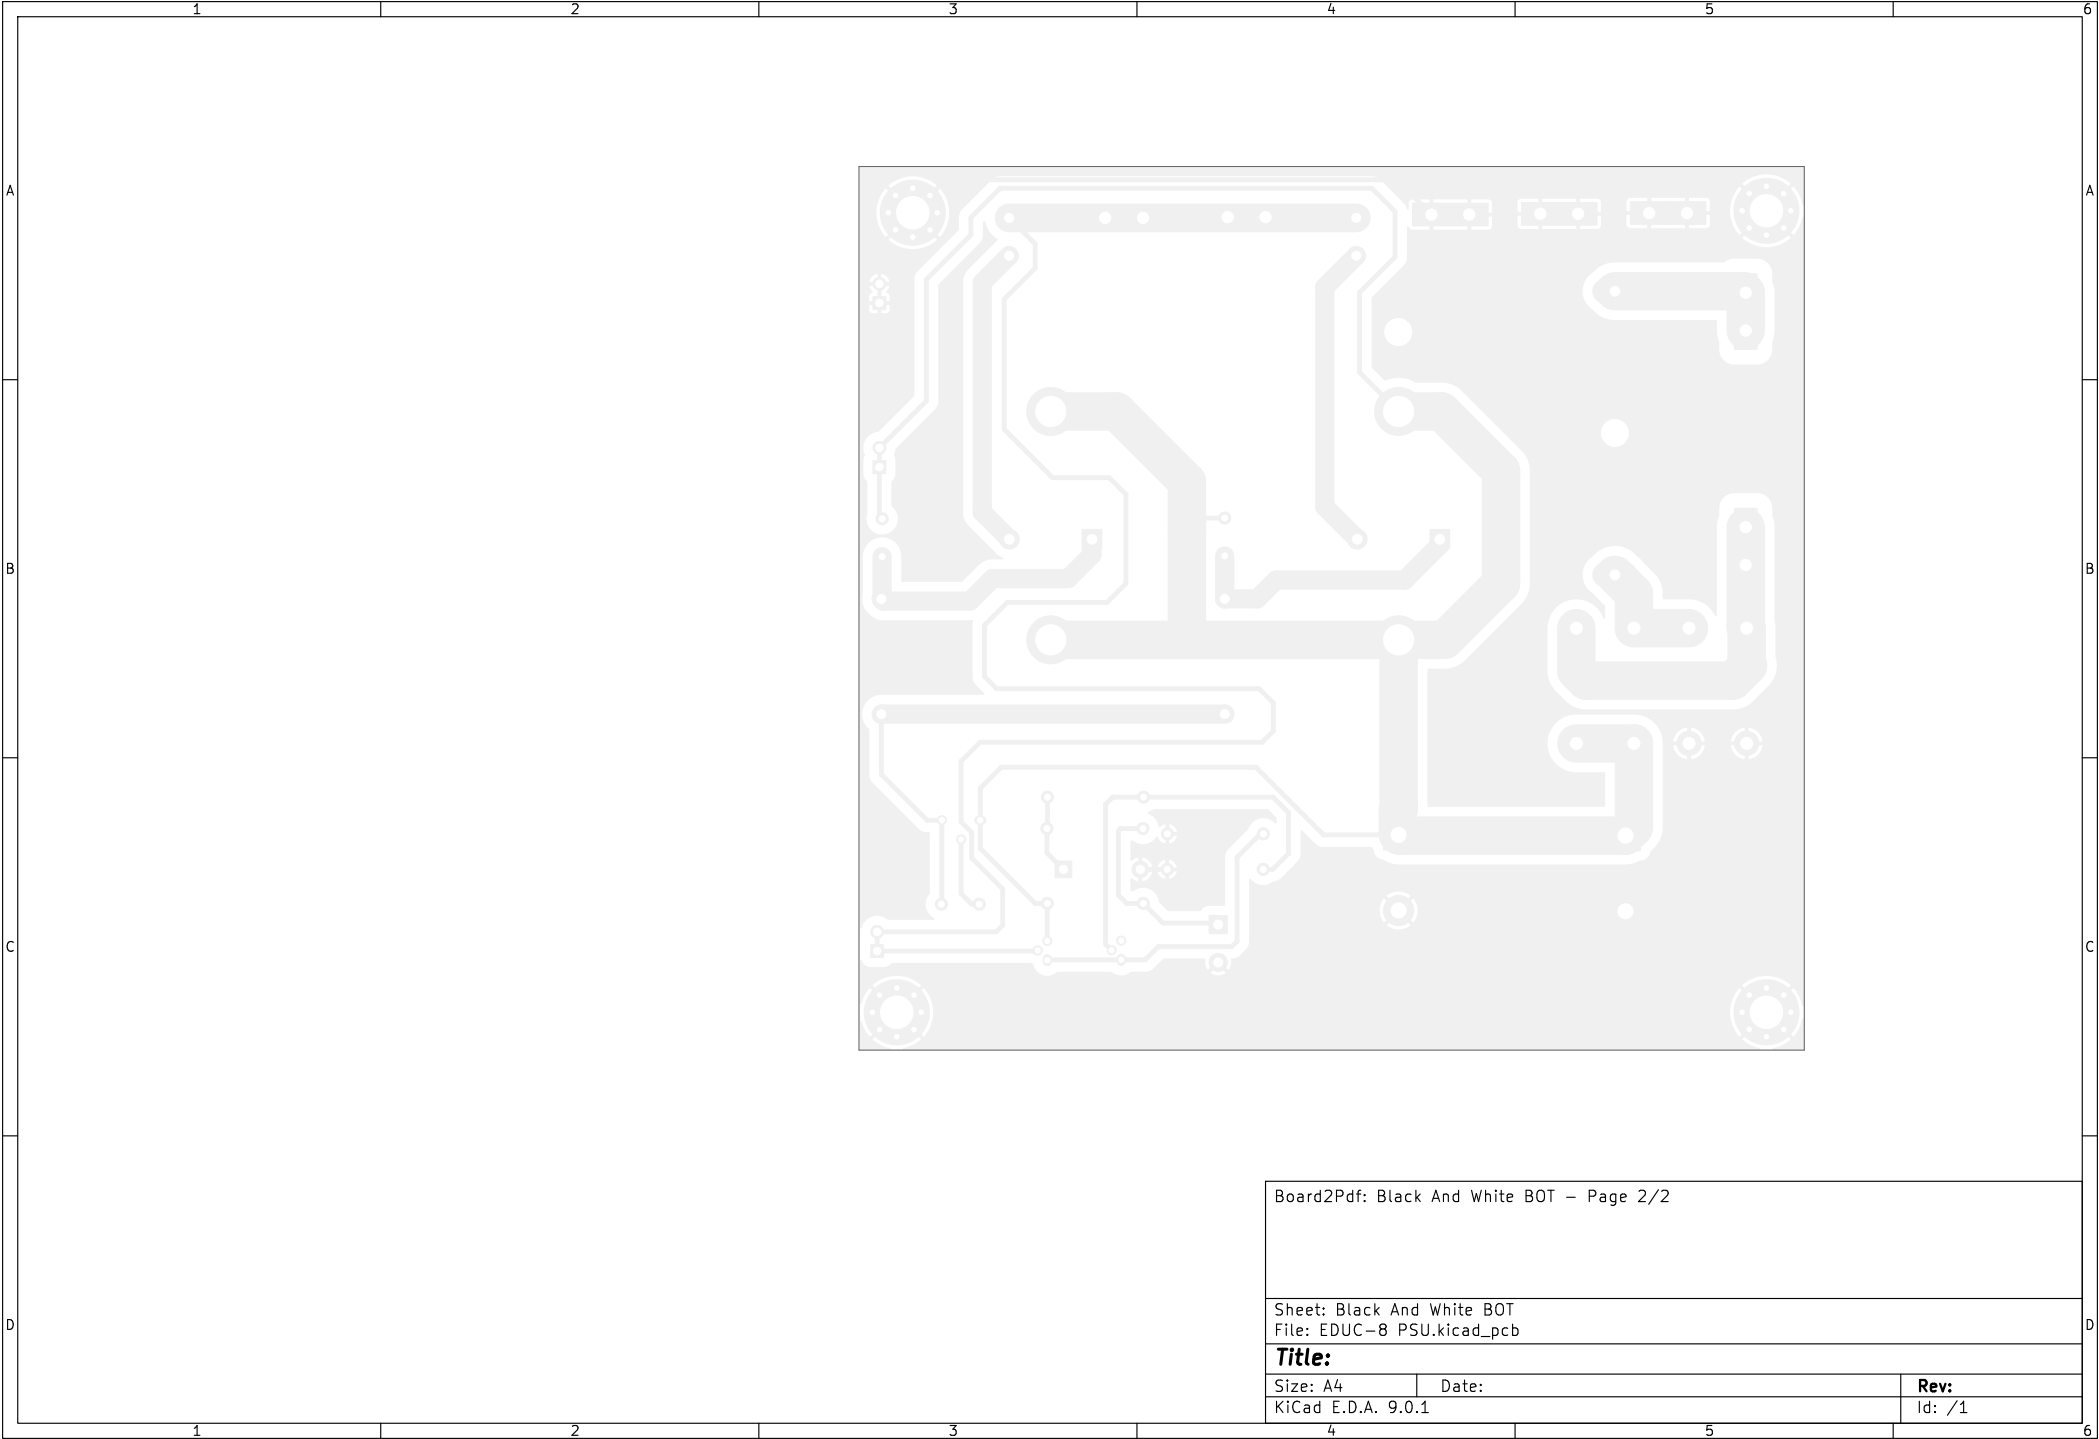 1 2 3 4 5 6
A A
B B
C C
Board2Pdf: Black And White BOT - Page 2/2
Sheet: Black And White BOT
File: EDUC-8 PSU.kicad_pcb
D D
Title:
Size: A4 Date: Rev:
KiCad E.D.A. 9.0.1 Id: /1
1 2 3 4 5 6